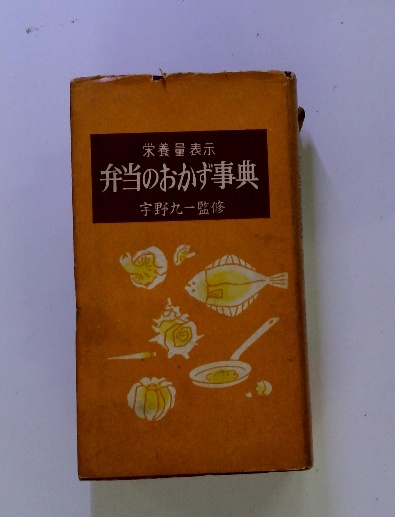 栄養量表示
弁当のおかず事典
宇野九一監修